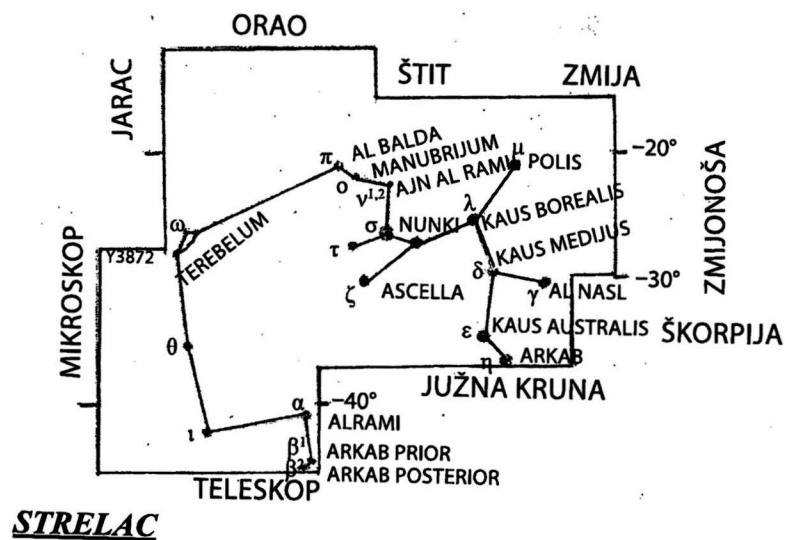 ORAO
ŠTIT
ZMIJA
JARAC
π AL BALDA
ο MANUBRIJUM
ν1,2 AJN AL RAMI
μ POLIS
−20°
ZMIJONOŠA
λ KAUS BOREALIS
σ NUNKI
ω
TEREBELUM
τ
KAUS MEDIJUS
δ
Y3872
MIKROSKOP
ζ ASCELLA
γ AL NASL
−30°
ε KAUS AUSTRALIS
ŠKORPIJA
θ
η ARKAB
JUŽNA KRUNA
−40°
α ALRAMI
ι
β1 ARKAB PRIOR
β2 ARKAB POSTERIOR
TELESKOP
STRELAC